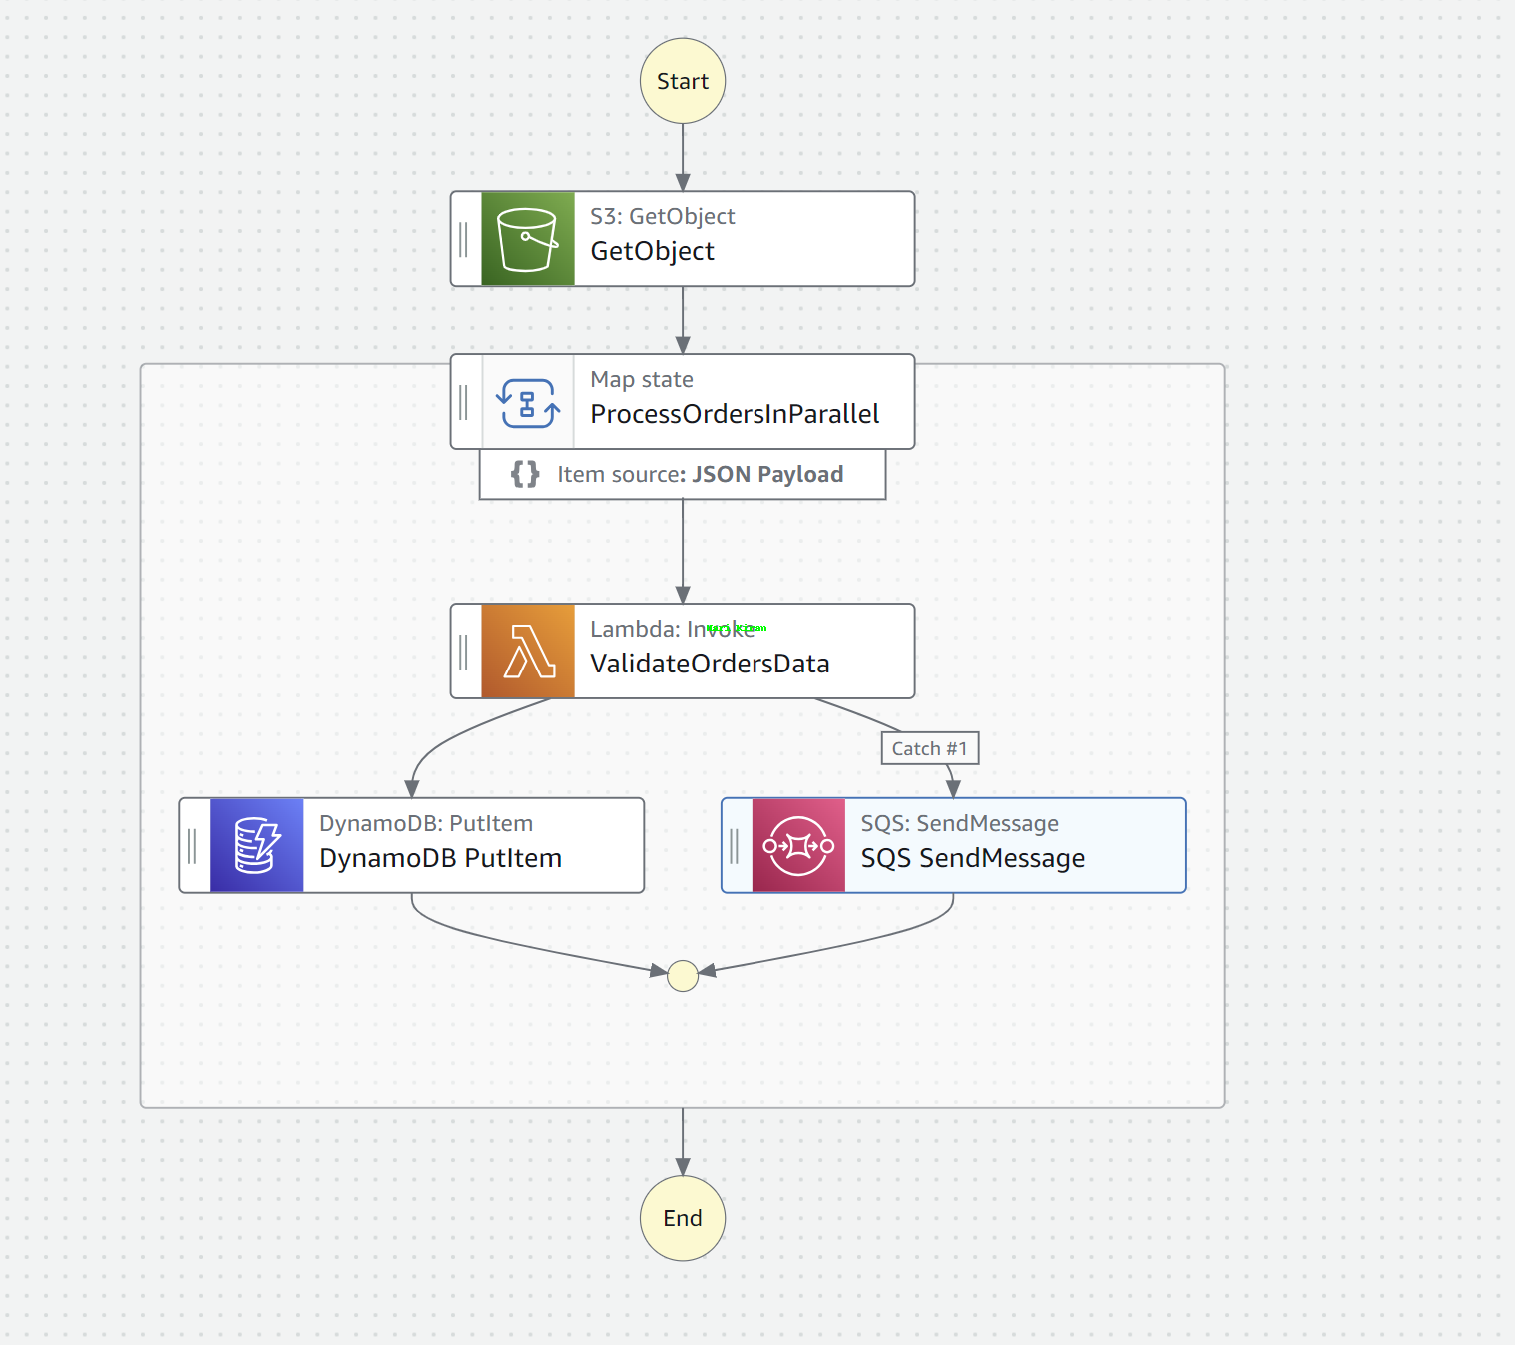 Start
S3: GetObject
GetObject
Map state
ProcessOrdersInParallel
{} Item source: JSON Payload
Lambda: Invoke
ValidateOrdersData
Catch #1
DynamoDB: PutItem
DynamoDB PutItem
SQS: SendMessage
SQS SendMessage
End